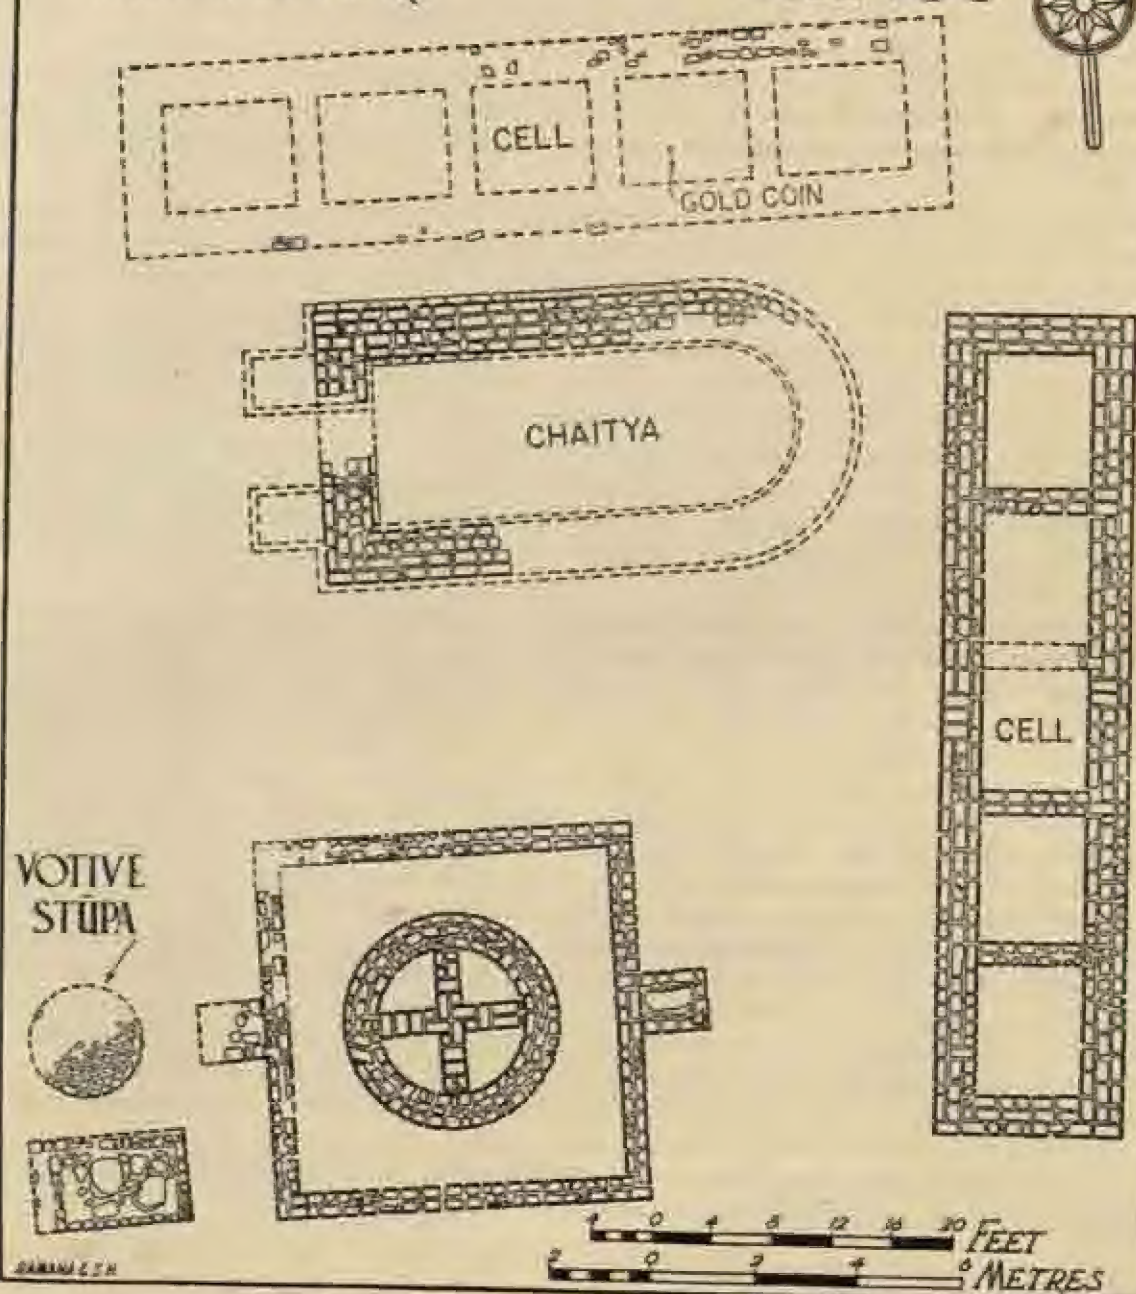 CELL
GOLD COIN
CHAITYA
CELL
VOTIVE
STŪPA
4 0 4 8 12 16 20 FEET
2 0 2 4 6 METRES